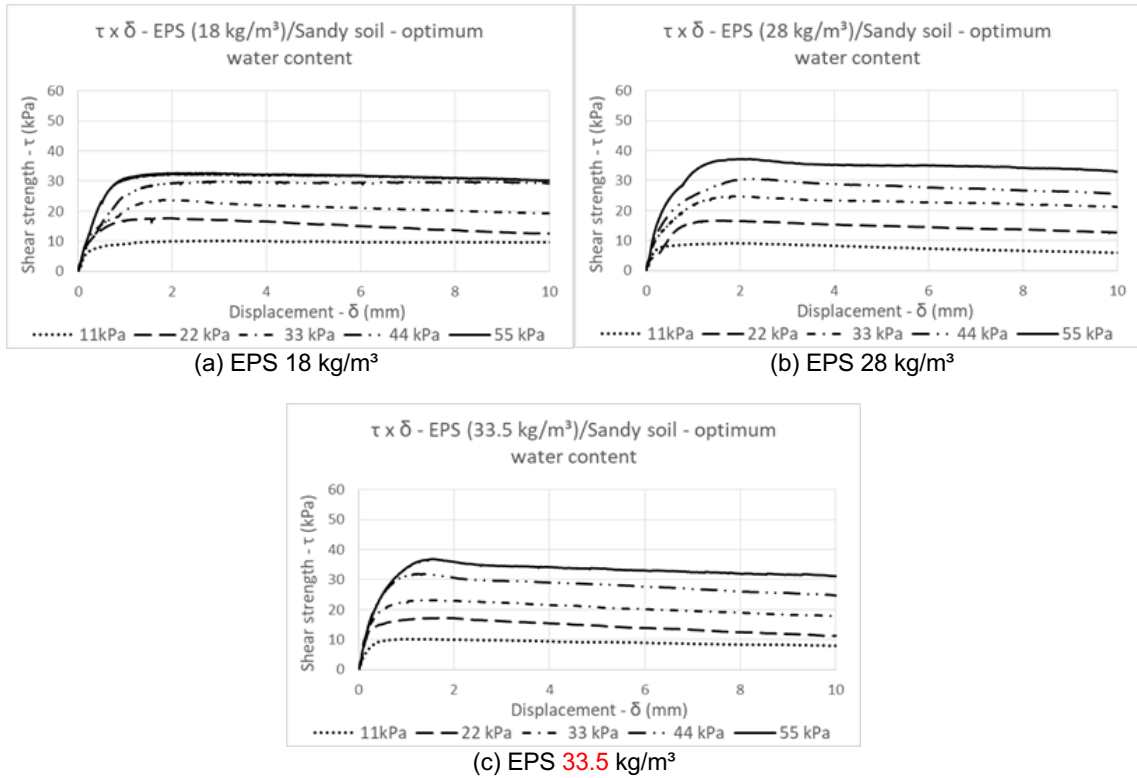 τ x δ - EPS (18 kg/m³)/Sandy soil - optimum
water content
Shear strength - τ (kPa)
60
50
40
30
20
10
0
0 2 4 6 8 10
Displacement - δ (mm)
11kPa 22 kPa 33 kPa 44 kPa 55 kPa
(a) EPS 18 kg/m³
τ x δ - EPS (28 kg/m³)/Sandy soil - optimum
water content
Shear strength - τ (kPa)
60
50
40
30
20
10
0
0 2 4 6 8 10
Displacement - δ (mm)
11kPa 22 kPa 33 kPa 44 kPa 55 kPa
(b) EPS 28 kg/m³
τ x δ - EPS (33.5 kg/m³)/Sandy soil - optimum
water content
Shear strength - τ (kPa)
60
50
40
30
20
10
0
0 2 4 6 8 10
Displacement - δ (mm)
11kPa 22 kPa 33 kPa 44 kPa 55 kPa
(c) EPS 33.5 kg/m³